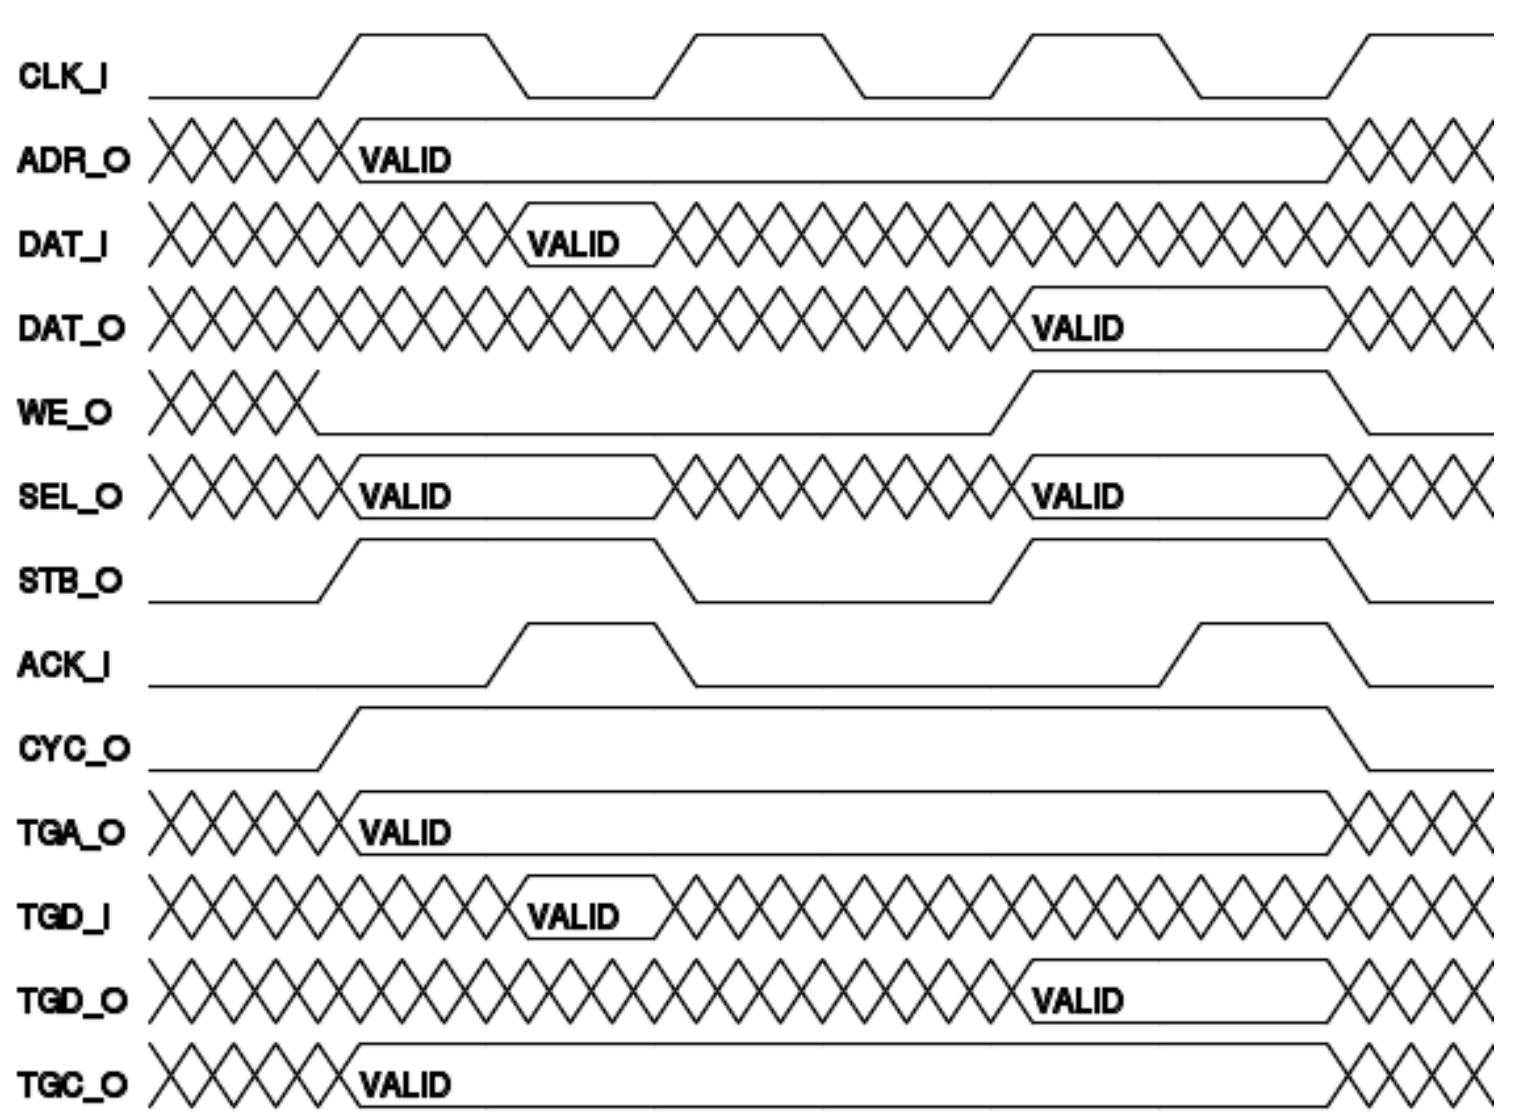 CLK_I
ADR_O VALID
DAT_I VALID
DAT_O VALID
WE_O
SEL_O VALID VALID
STB_O
ACK_I
CYC_O
TGA_O VALID
TGD_I VALID
TGD_O VALID
TGC_O VALID